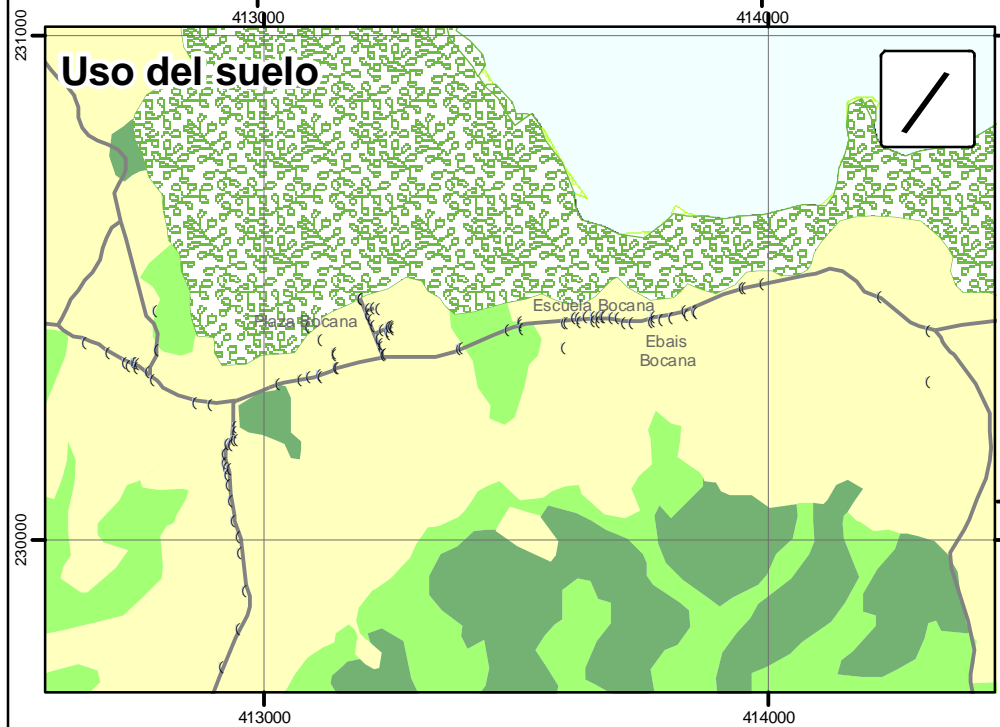 413000
414000
231000
Uso del suelo
Escuela Bocana
Plaza Bocana
Ebais
Bocana
230000
413000
414000